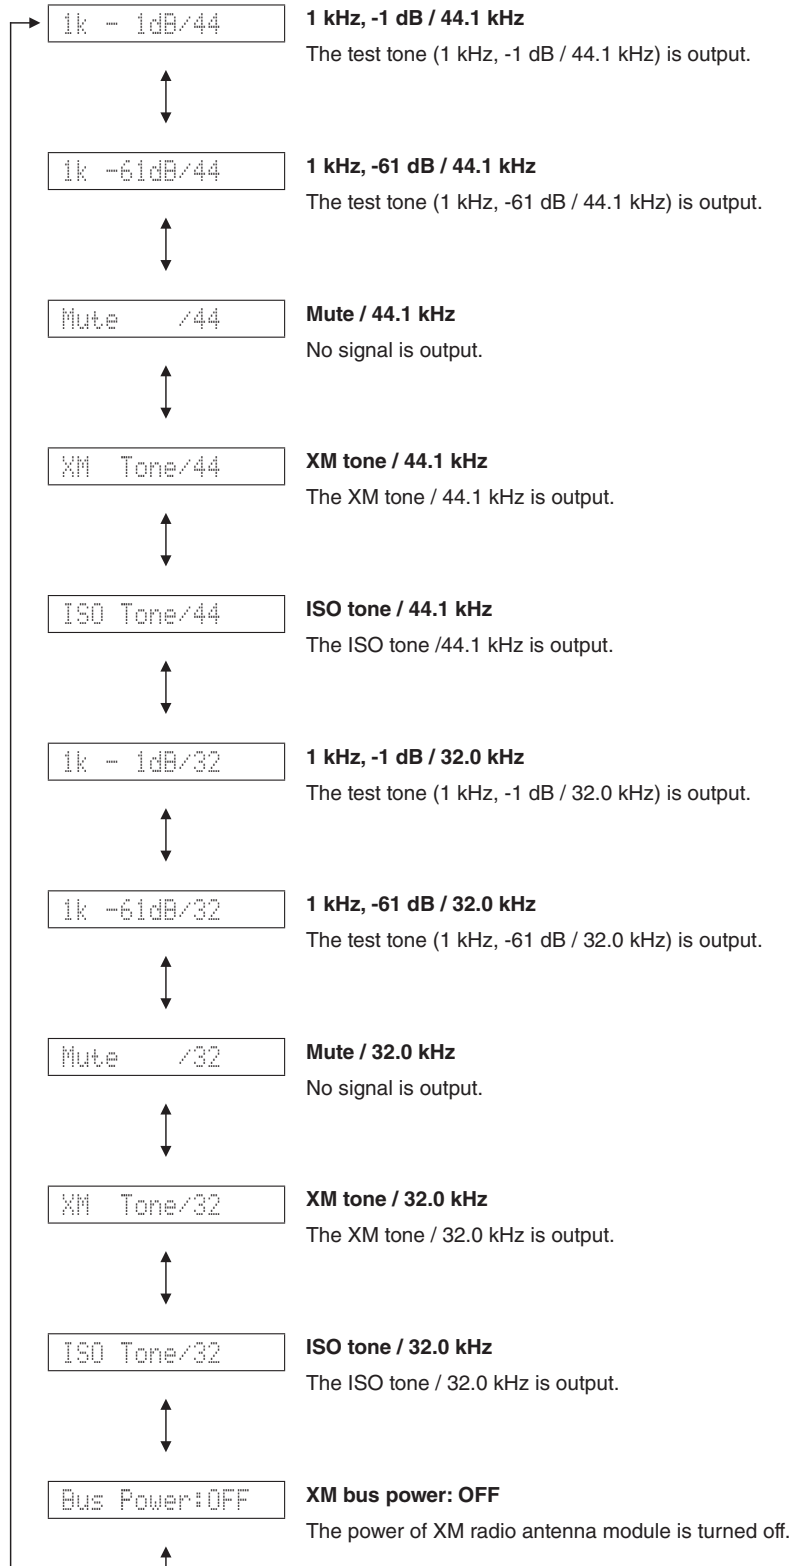 1k - 1dB/44
1 kHz, -1 dB / 44.1 kHz
The test tone (1 kHz, -1 dB / 44.1 kHz) is output.
1k -61dB/44
1 kHz, -61 dB / 44.1 kHz
The test tone (1 kHz, -61 dB / 44.1 kHz) is output.
Mute /44
Mute / 44.1 kHz
No signal is output.
XM Tone/44
XM tone / 44.1 kHz
The XM tone / 44.1 kHz is output.
ISO Tone/44
ISO tone / 44.1 kHz
The ISO tone /44.1 kHz is output.
1k - 1dB/32
1 kHz, -1 dB / 32.0 kHz
The test tone (1 kHz, -1 dB / 32.0 kHz) is output.
1k -61dB/32
1 kHz, -61 dB / 32.0 kHz
The test tone (1 kHz, -61 dB / 32.0 kHz) is output.
Mute /32
Mute / 32.0 kHz
No signal is output.
XM Tone/32
XM tone / 32.0 kHz
The XM tone / 32.0 kHz is output.
ISO Tone/32
ISO tone / 32.0 kHz
The ISO tone / 32.0 kHz is output.
Bus Power:OFF
XM bus power: OFF
The power of XM radio antenna module is turned off.